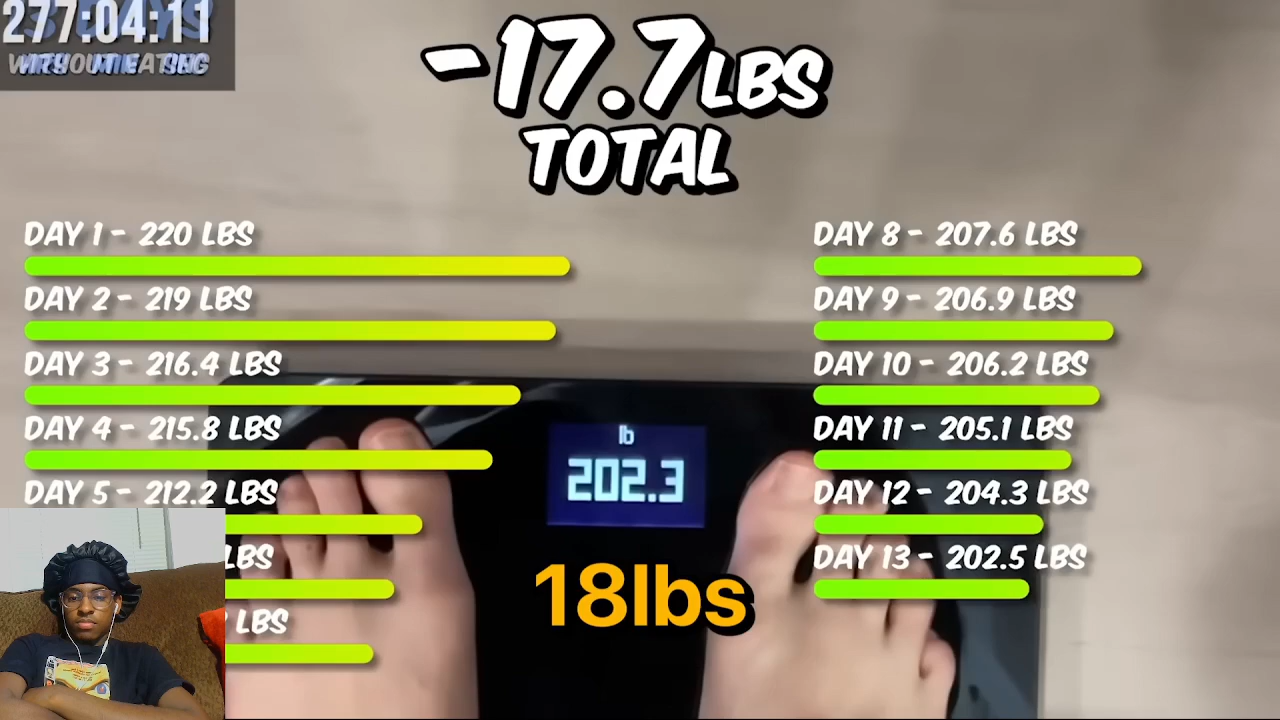 277:04:11
WITHOUT EATING
-17.7LBS
TOTAL
DAY 1 - 220 LBS
DAY 2 - 219 LBS
DAY 3 - 216.4 LBS
DAY 4 - 215.8 LBS
DAY 5 - 212.2 LBS
LBS
LBS
DAY 8 - 207.6 LBS
DAY 9 - 206.9 LBS
DAY 10 - 206.2 LBS
DAY 11 - 205.1 LBS
DAY 12 - 204.3 LBS
DAY 13 - 202.5 LBS
lb
202.3
18lbs